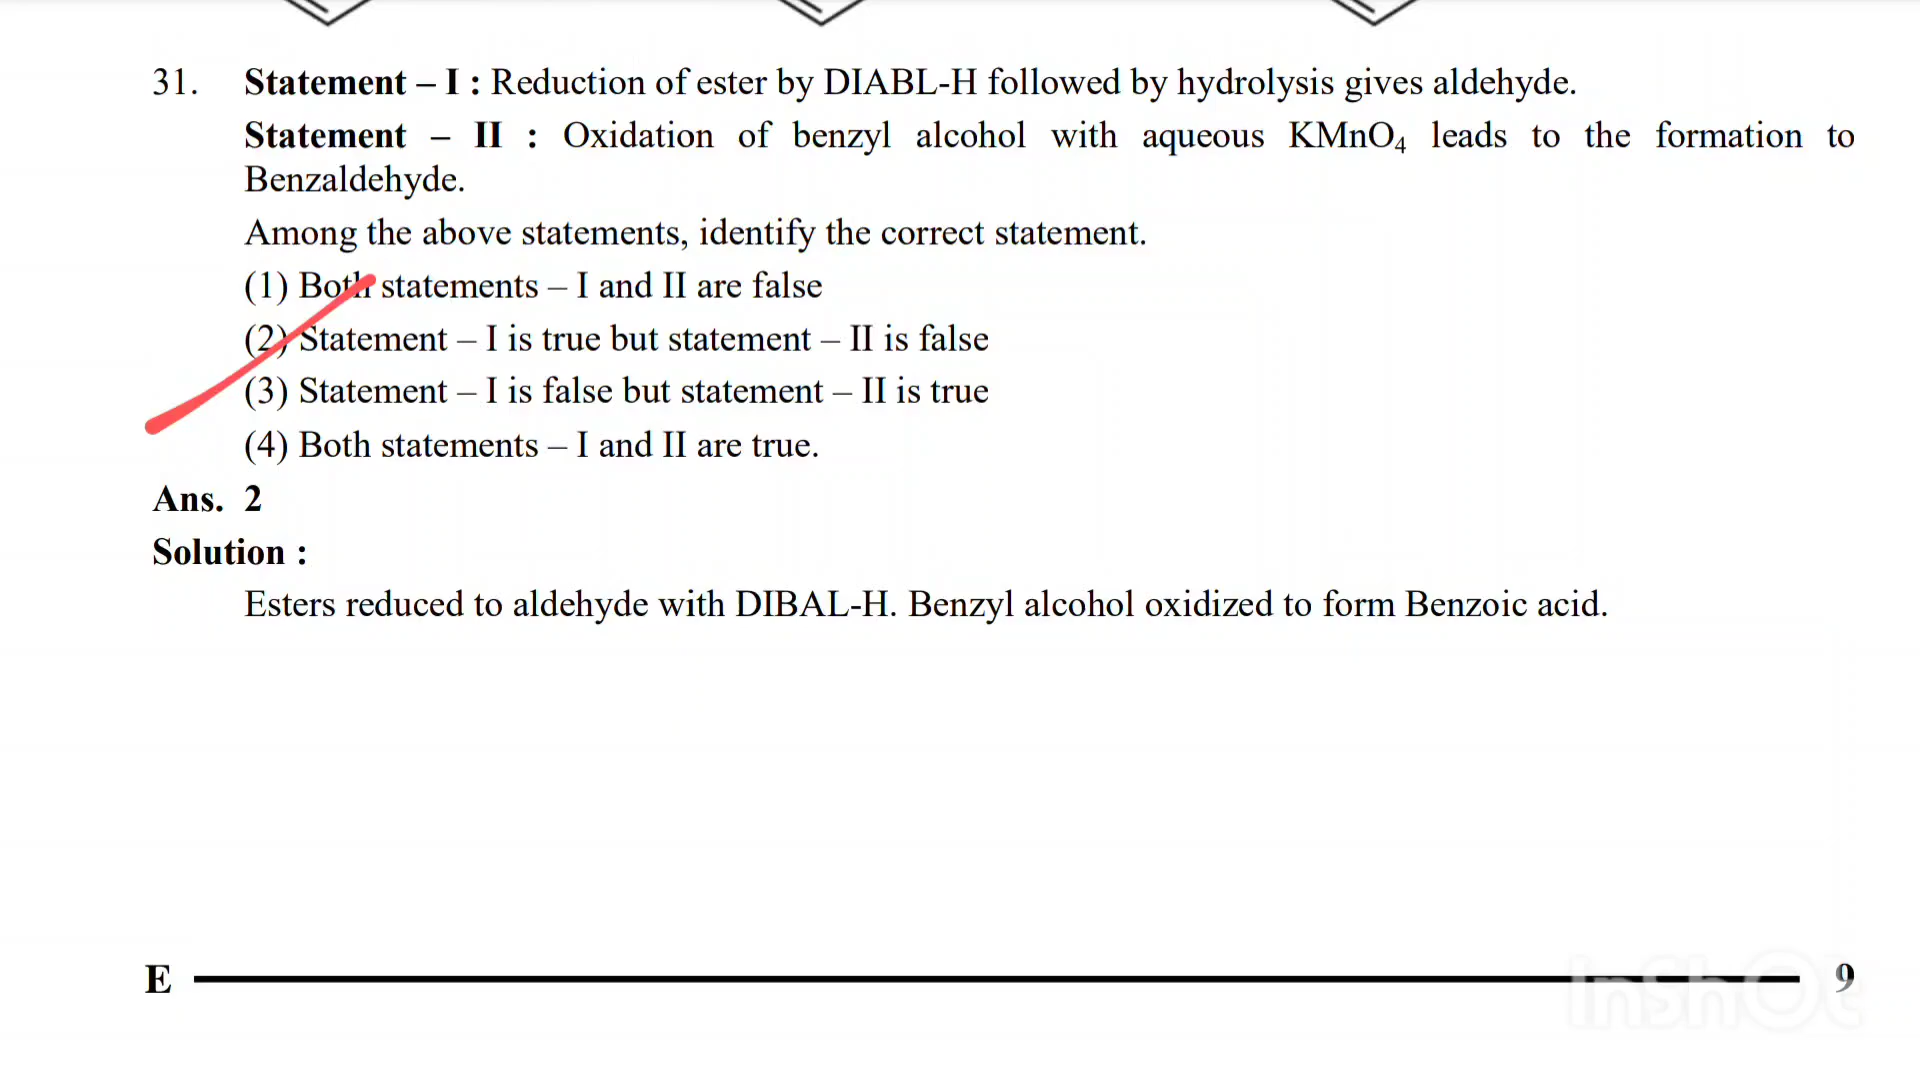 31. Statement – I : Reduction of ester by DIABL-H followed by hydrolysis gives aldehyde.
Statement – II : Oxidation of benzyl alcohol with aqueous KMnO₄ leads to the formation to
Benzaldehyde.
Among the above statements, identify the correct statement.
(1) Both statements – I and II are false
(2) Statement – I is true but statement – II is false
(3) Statement – I is false but statement – II is true
(4) Both statements – I and II are true.
Ans. 2
Solution :
Esters reduced to aldehyde with DIBAL-H. Benzyl alcohol oxidized to form Benzoic acid.
E 9
InShOt